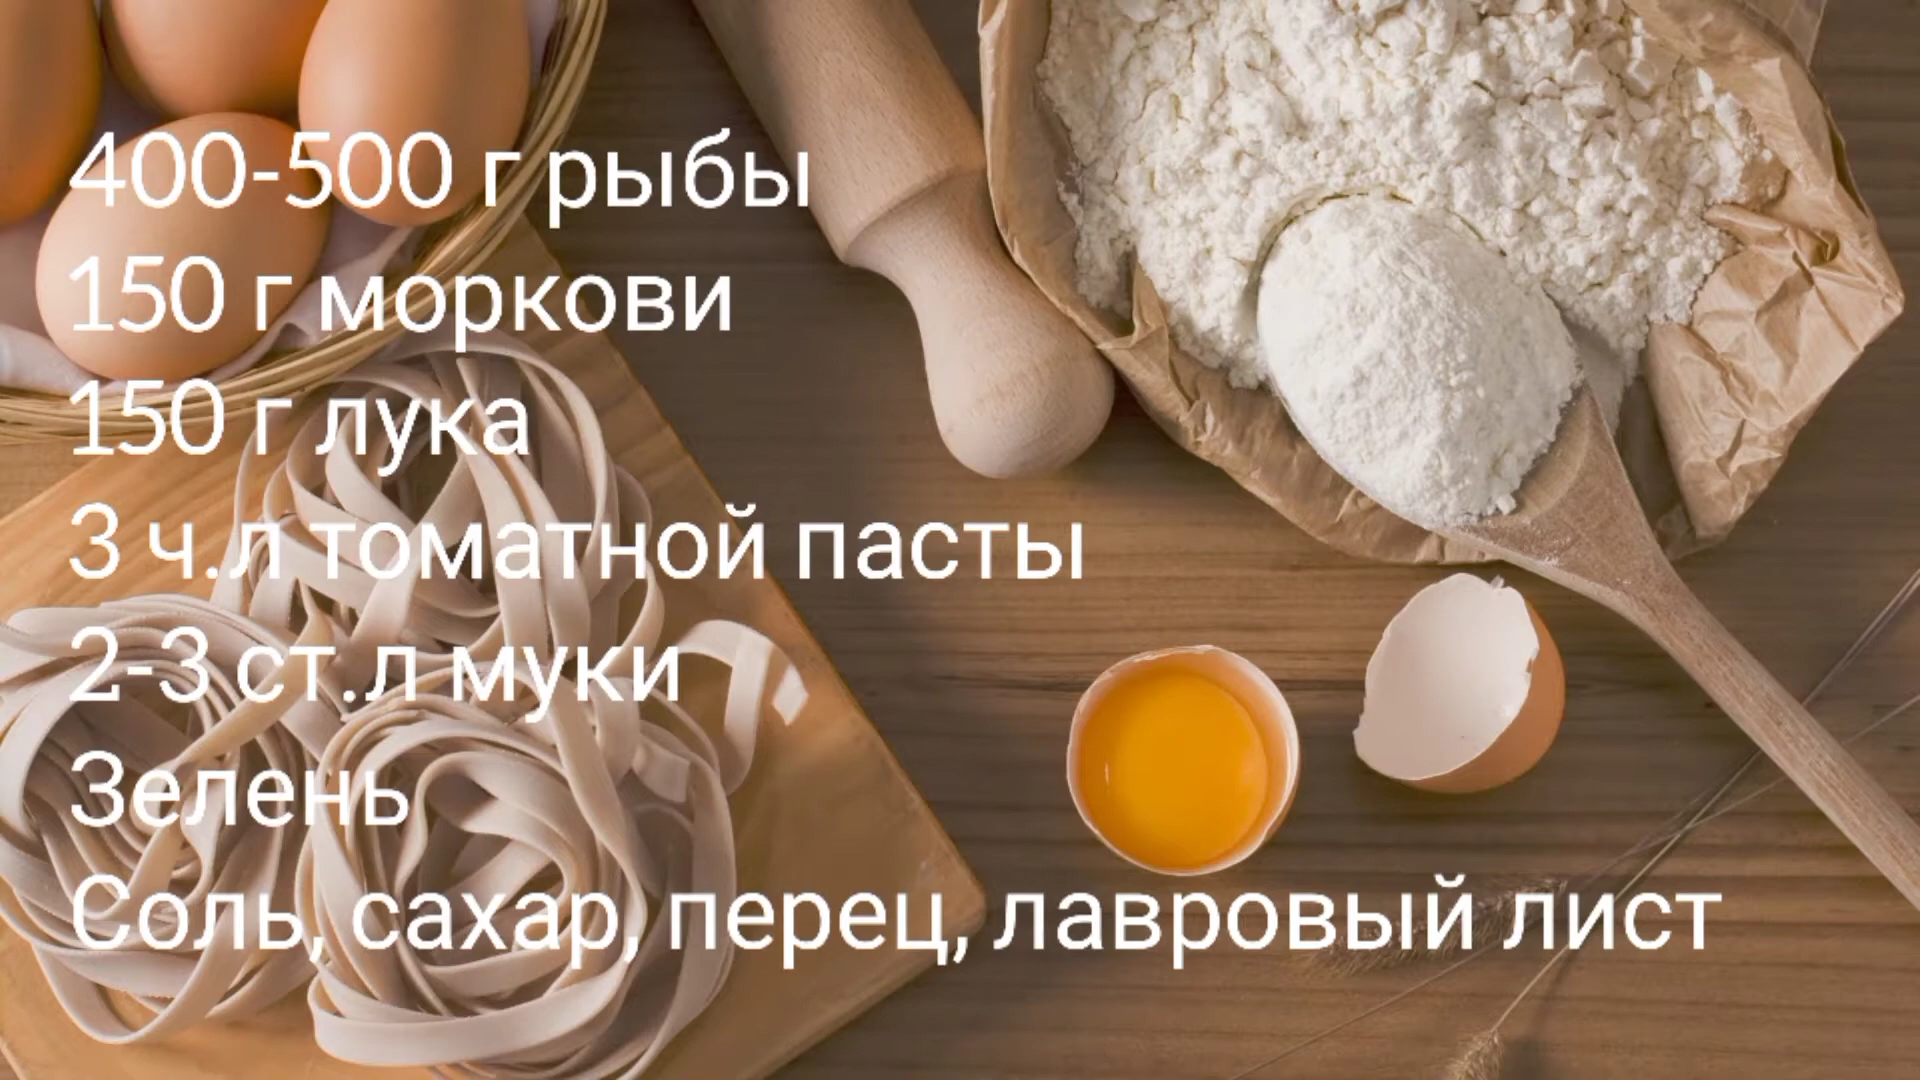 400-500 г рыбы
150 г моркови
150 г лука
3 ч.л томатной пасты
2-3 ст.л муки
Зелень
Соль, сахар, перец, лавровый лист